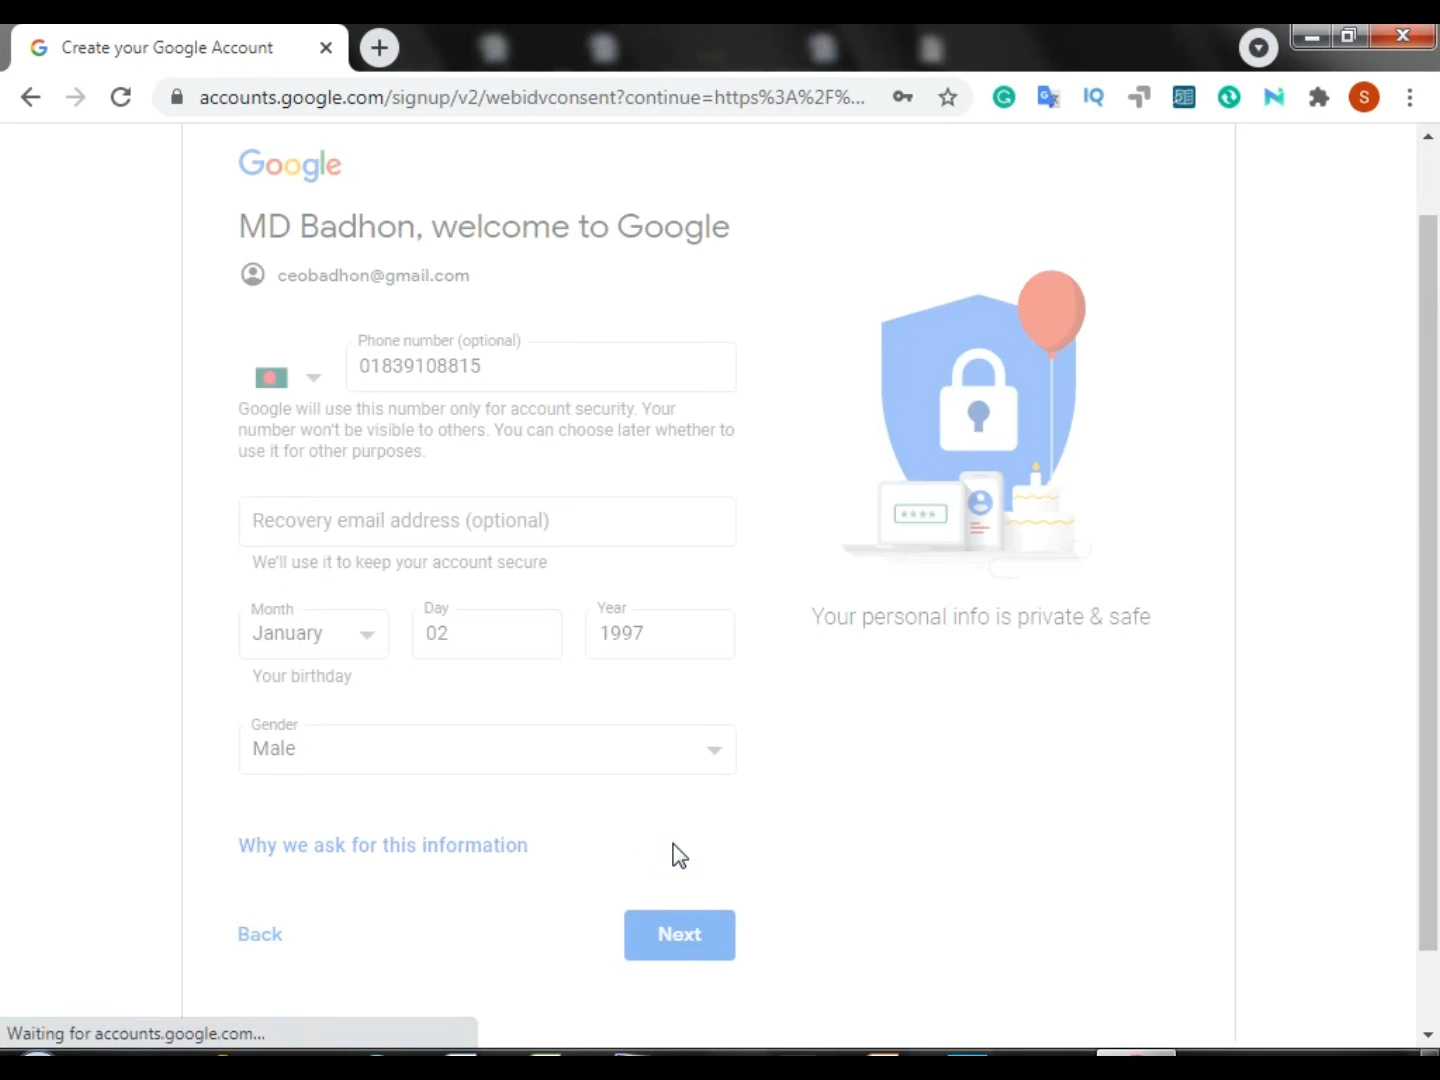 Create your Google Account
accounts.google.com/signup/v2/webidvconsent?continue=https%3A%2F%...
IQ
S
Google
MD Badhon, welcome to Google
ceobadhon@gmail.com
Phone number (optional)
01839108815
Google will use this number only for account security. Your
number won't be visible to others. You can choose later whether to
use it for other purposes.
Recovery email address (optional)
We'll use it to keep your account secure
Month
January
Day
02
Year
1997
Your birthday
Gender
Male
****
Your personal info is private & safe
Why we ask for this information
Back
Next
Waiting for accounts.google.com...